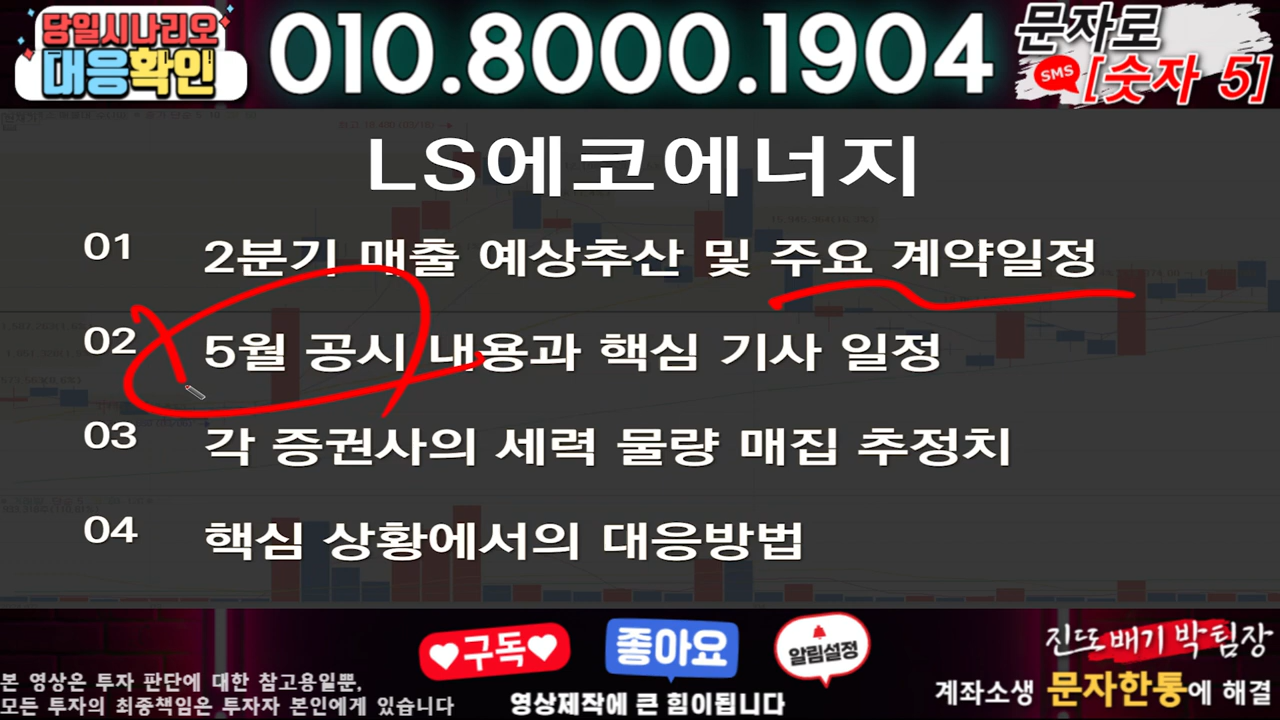 당일시나리오
대응확인
010.8000.1904
문자로
SMS
[숫자 5]
LS에코에너지
01 2분기 매출 예상추산 및 주요 계약일정
02 5월 공시 내용과 핵심 기사 일정
03 각 증권사의 세력 물량 매집 추정치
04 핵심 상황에서의 대응방법
구독
좋아요
알림설정
진또배기 박팀장
본 영상은 투자 판단에 대한 참고용일뿐,
모든 투자의 최종책임은 투자자 본인에게 있습니다
영상제작에 큰 힘이됩니다
계좌소생 문자한통에 해결